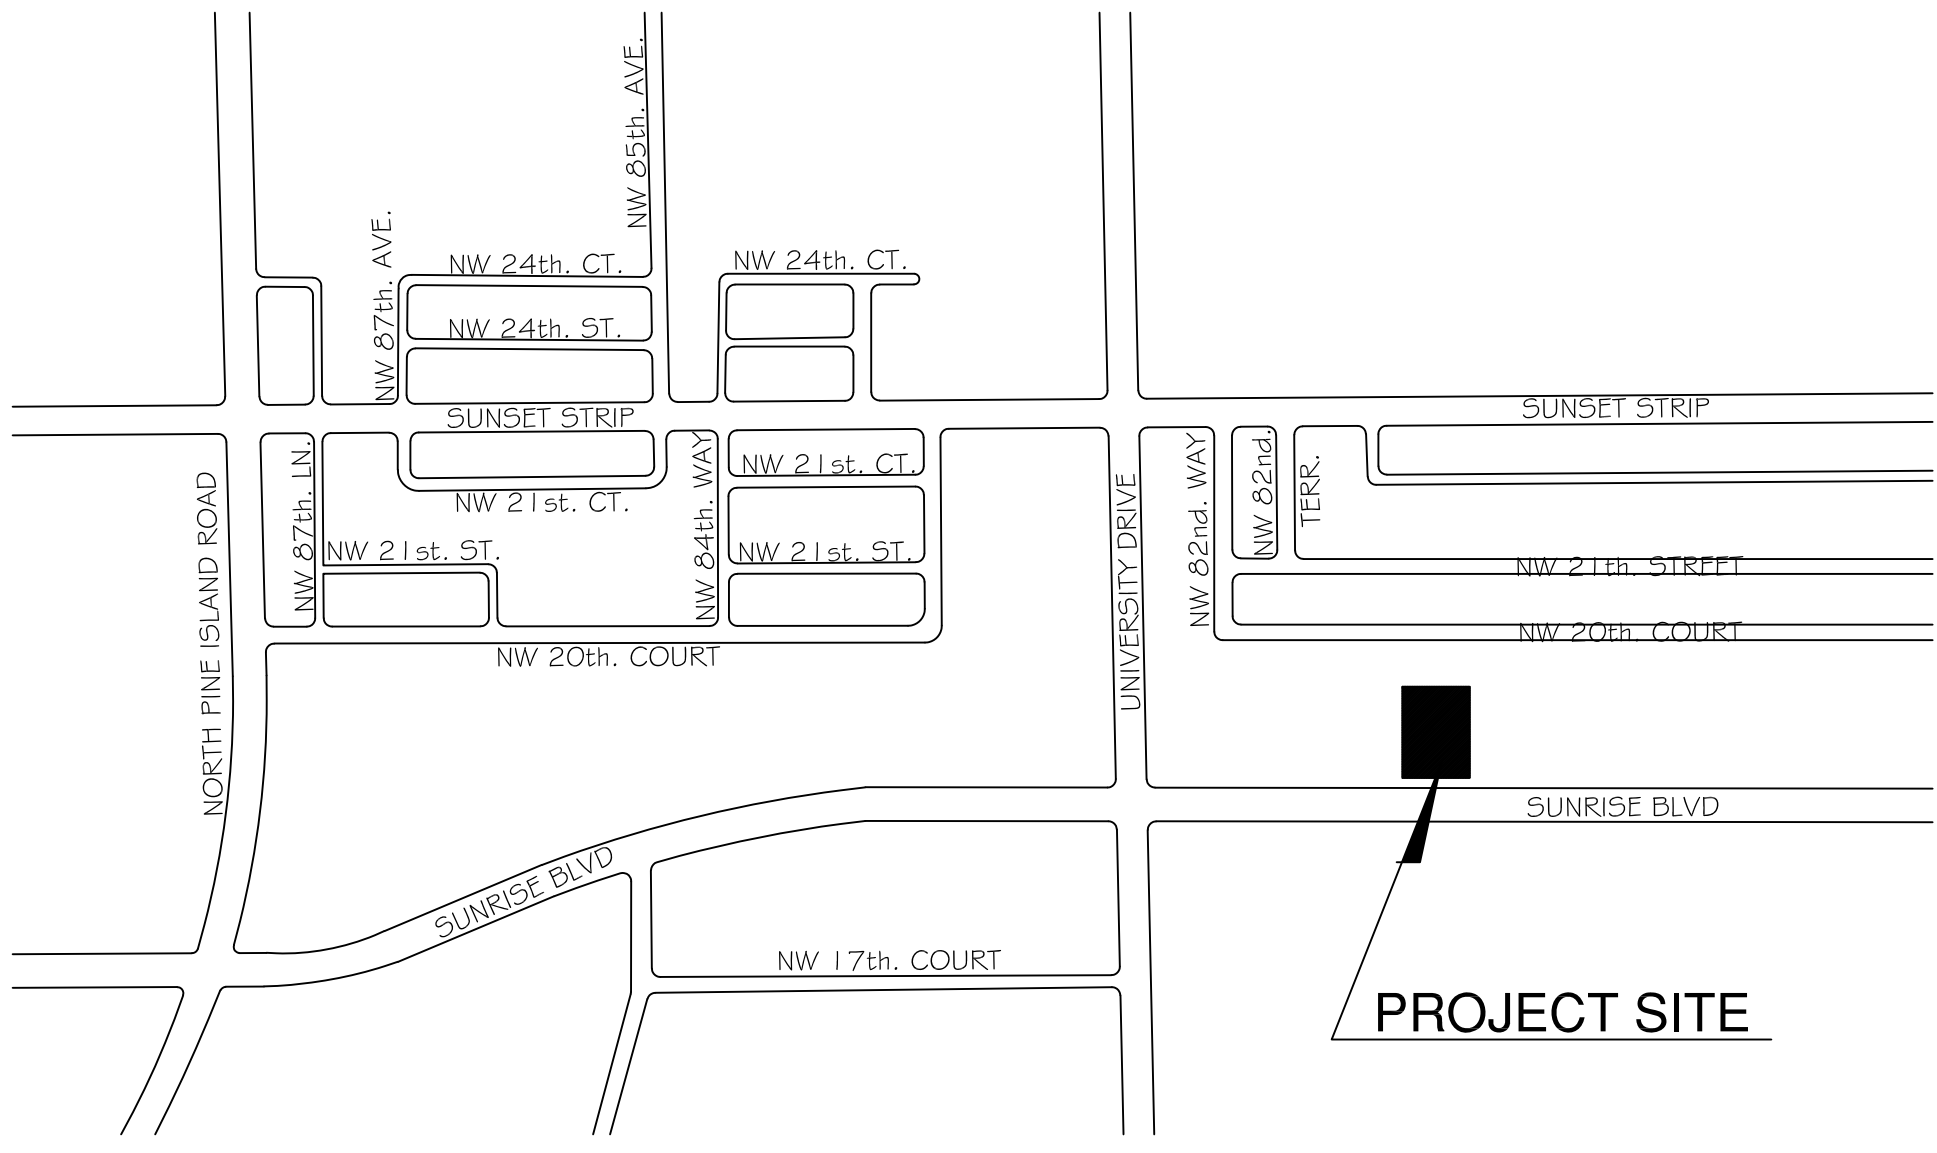 NW 85th. AVE.
NW 87th. AVE.
NW 24th. CT.
NW 24th. CT.
NW 24th. ST.
SUNSET STRIP
SUNSET STRIP
NW 87th. LN.
NW 84th. WAY
NW 21st. CT.
NW 21st. CT.
NW 82nd. WAY
NW 82nd.
TERR.
NORTH PINE ISLAND ROAD
UNIVERSITY DRIVE
NW 21st. ST.
NW 21st. ST.
NW 21th. STREET
NW 20th. COURT
NW 20th. COURT
SUNRISE BLVD
SUNRISE BLVD
NW 17th. COURT
PROJECT SITE